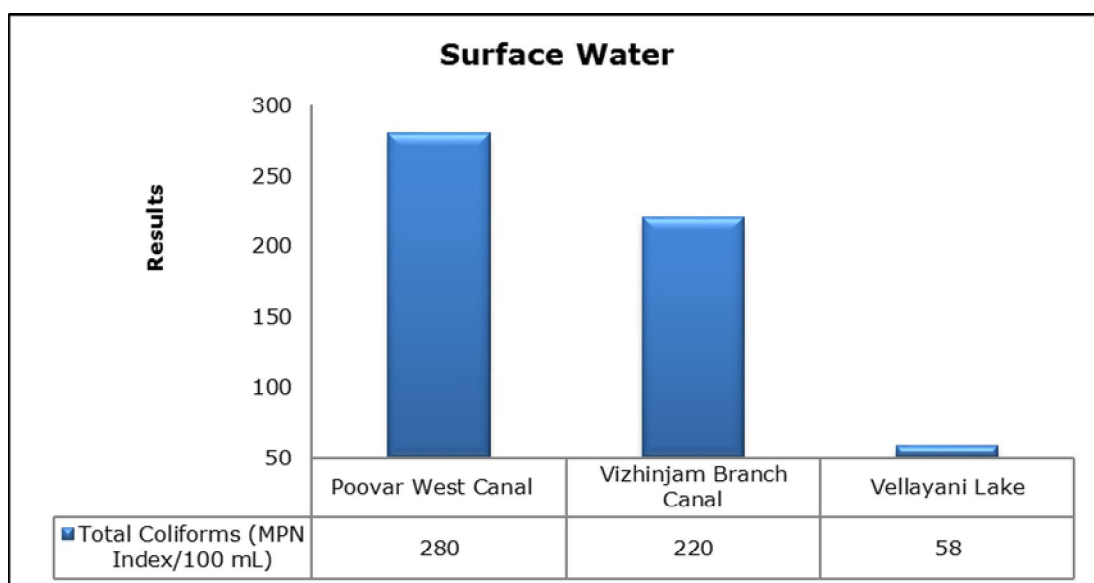 Surface Water
Results
300
250
200
150
100
50
Poovar West Canal
Vizhinjam Branch
Canal
Vellayani Lake
Total Coliforms (MPN
Index/100 mL)
280
220
58